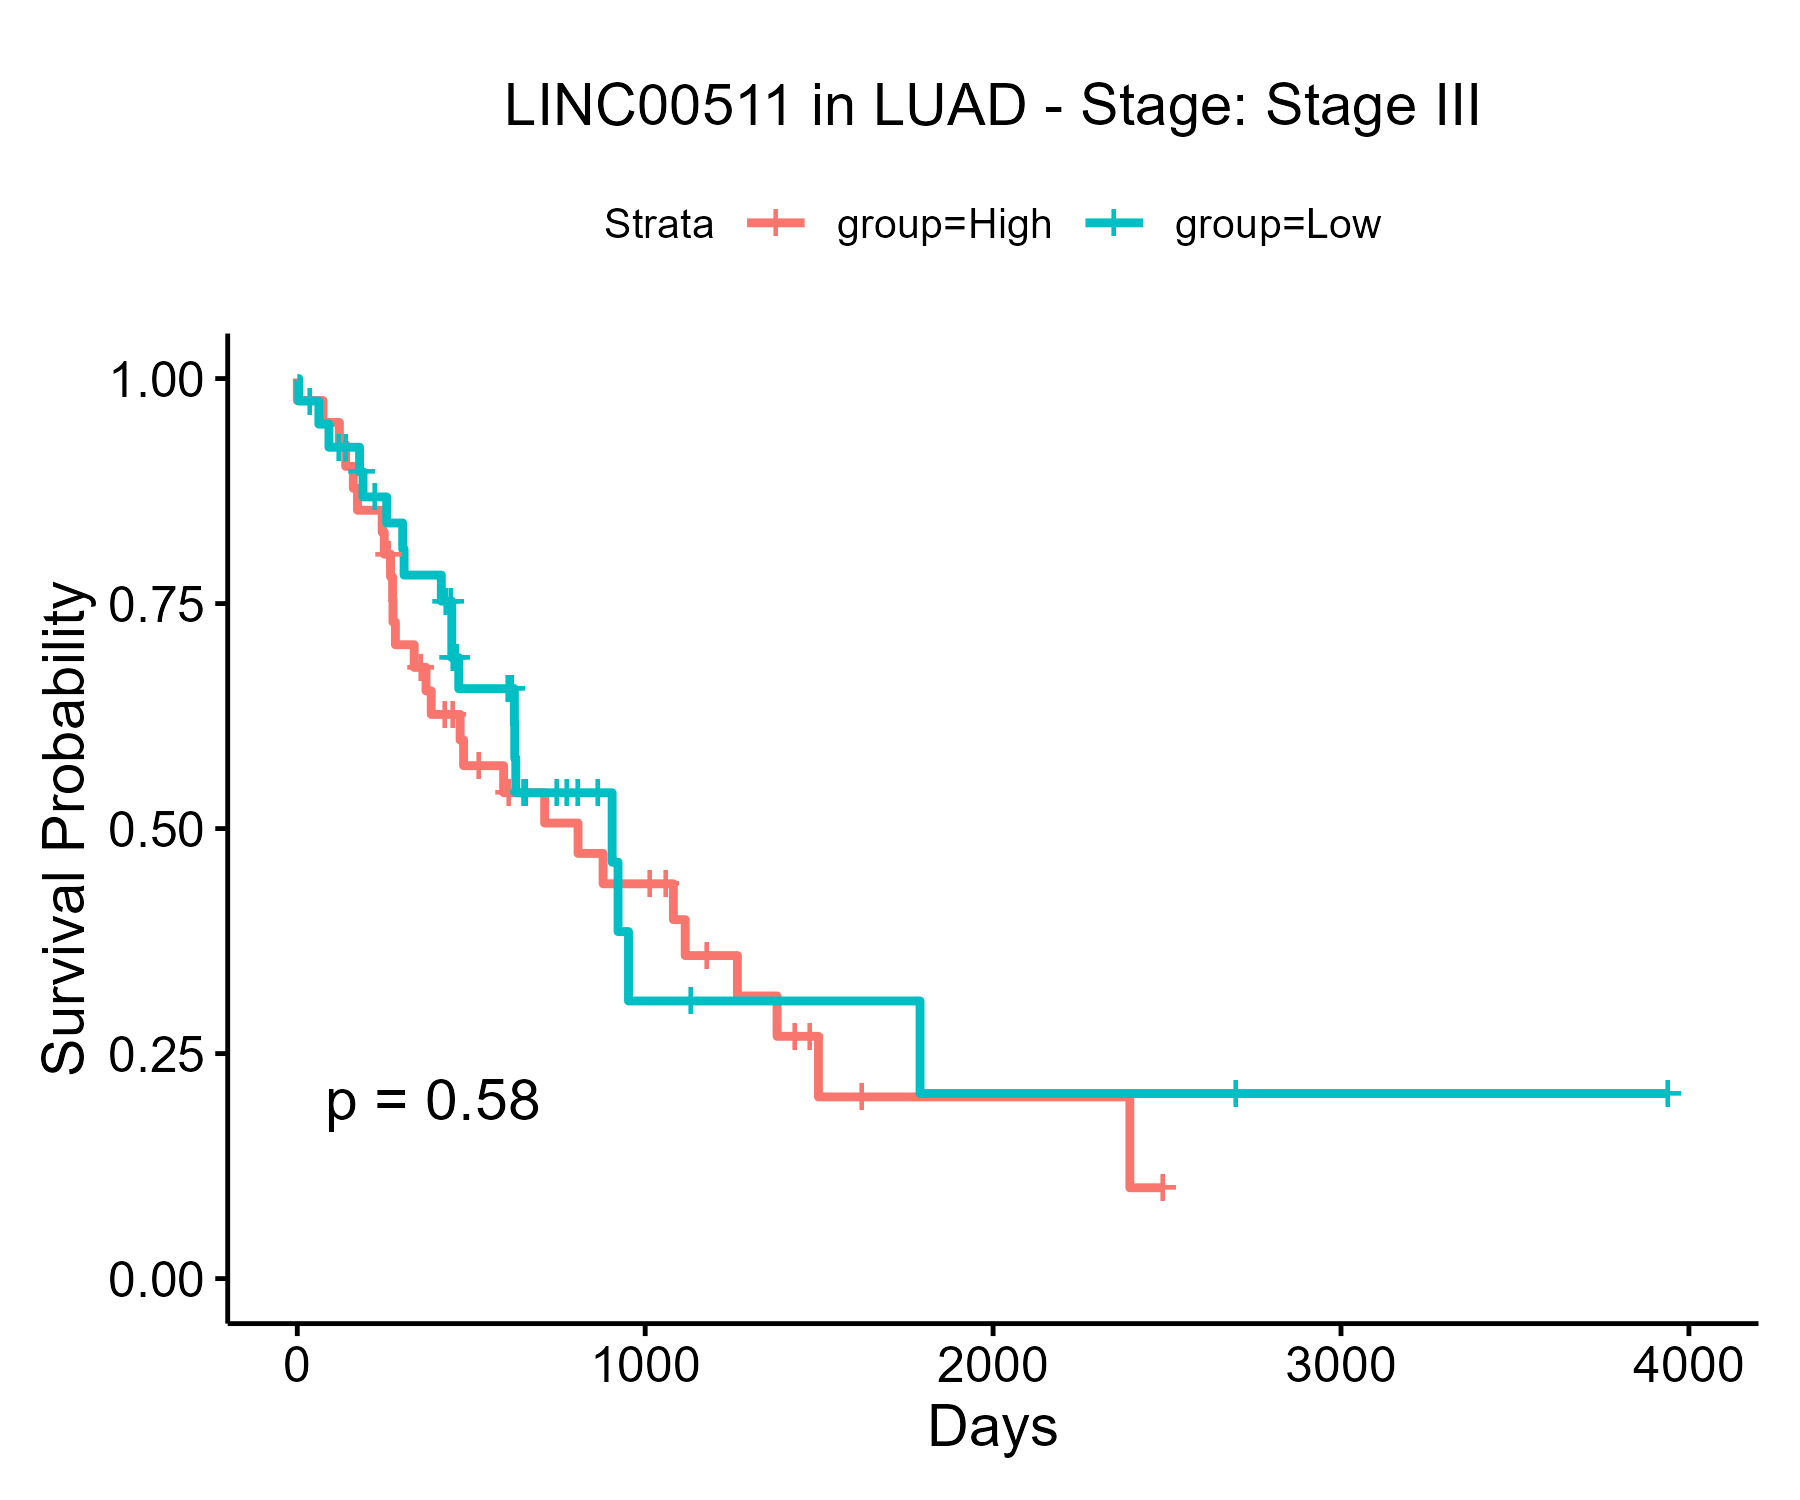 LINC00511 in LUAD - Stage: Stage III
Strata group=High group=Low
Survival Probability
1.00
0.75
0.50
0.25
0.00
p = 0.58
0 1000 2000 3000 4000
Days